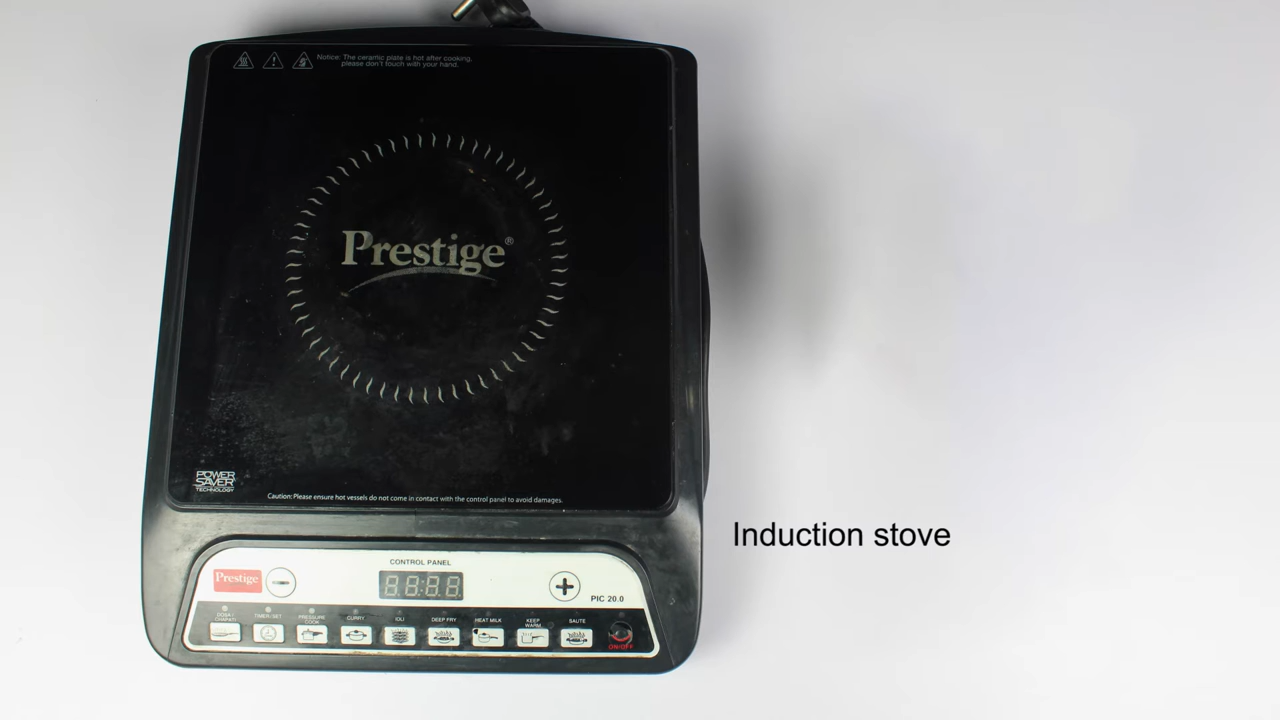 Notice: The ceramic plate is hot after cooking,
please don't touch with your hand.
Prestige®
POWER
SAVER
TECHNOLOGY
Caution: Please ensure hot vessels do not come in contact with the control panel to avoid damages.
Induction stove
CONTROL PANEL
Prestige
PIC 20.0
DOSA / CHAPATI
TIMER / SET
PRESSURE COOK
CURRY
IDLI
DEEP FRY
HEAT MILK
KEEP WARM
SAUTE
ON/OFF